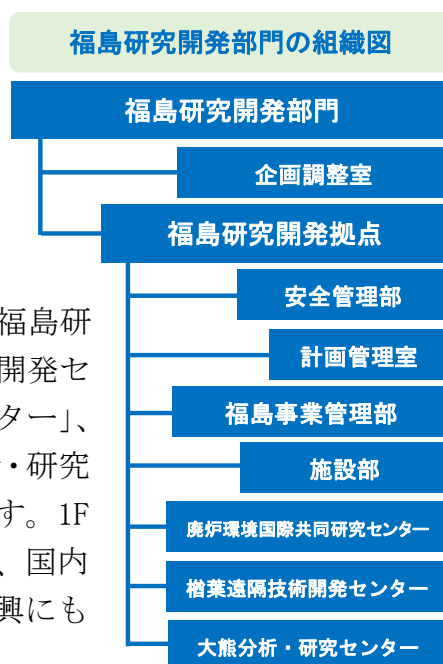 福島研究開発部門の組織図
福島研究開発部門
企画調整室
福島研究開発拠点
安全管理部
計画管理室
福島事業管理部
施設部
廃炉環境国際共同研究センター
楢葉遠隔技術開発センター
大熊分析・研究センター
福島研
開発セ
ター」、
・研究
す。1F
、国内
興にも